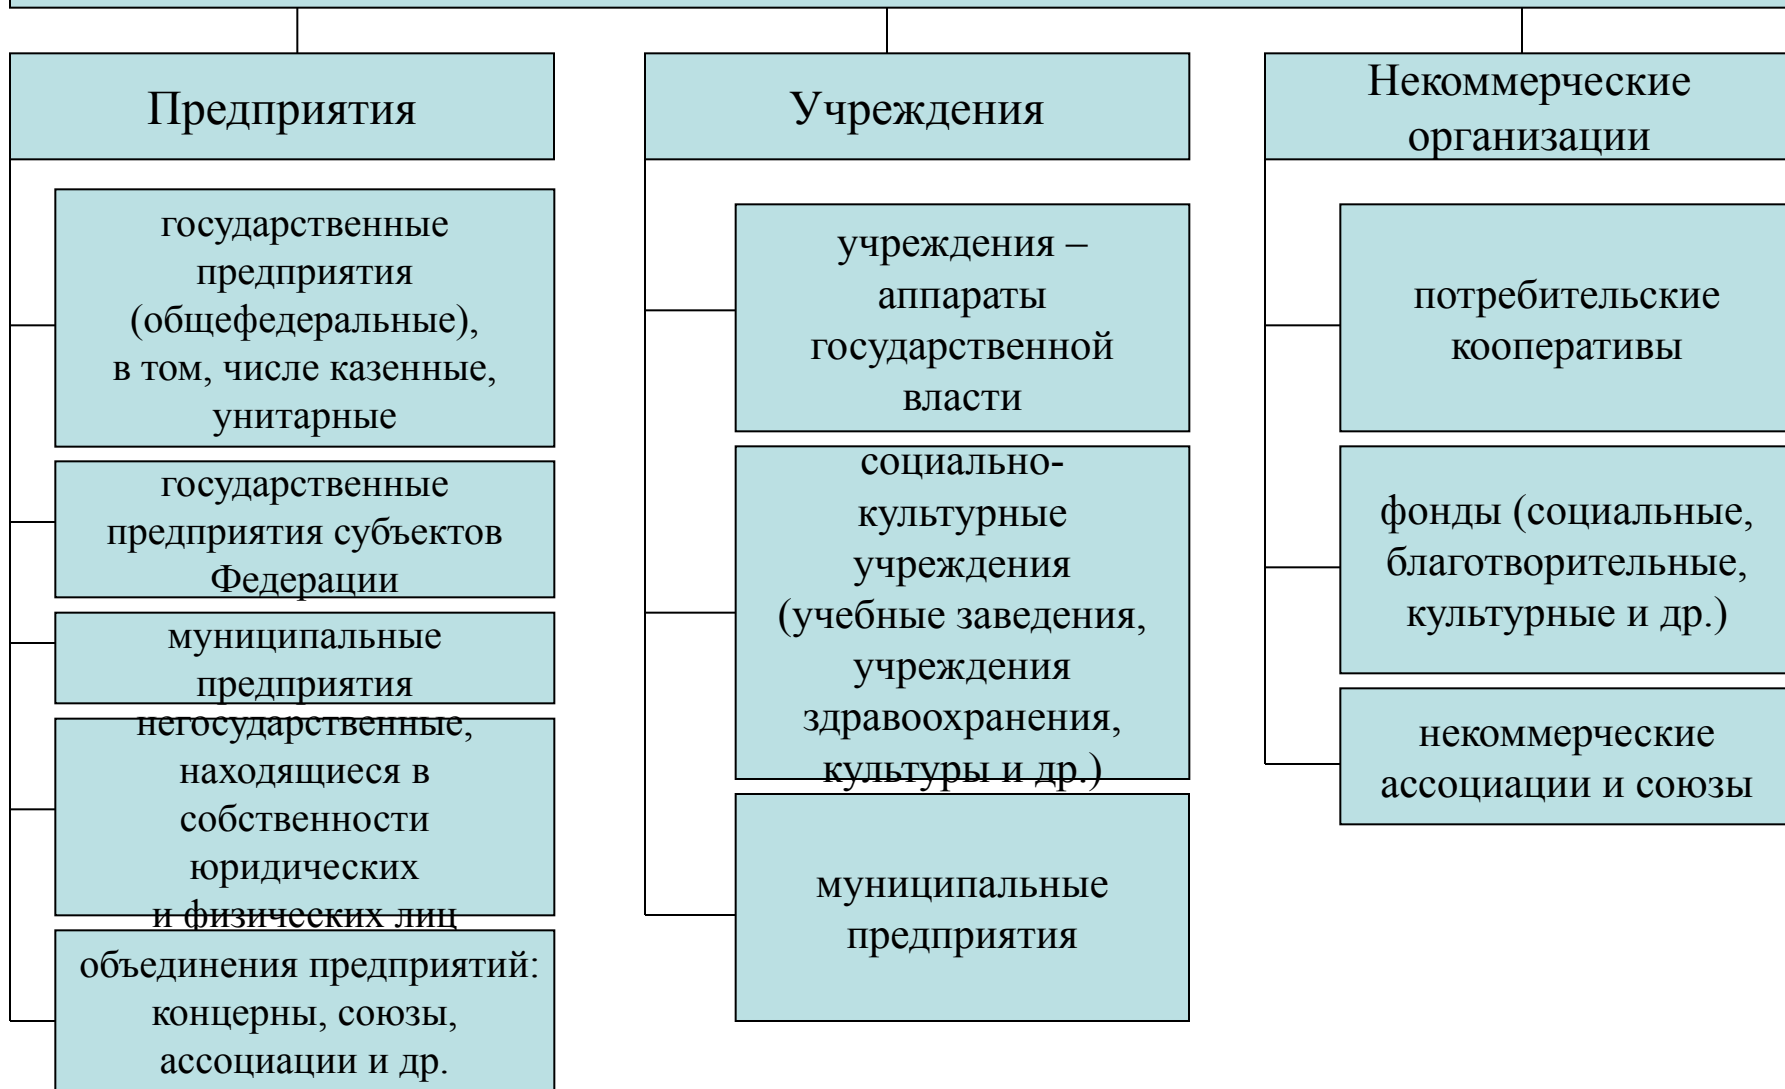 Предприятия
государственные
предприятия
(общефедеральные),
в том, числе казенные,
унитарные
государственные
предприятия субъектов
Федерации
муниципальные
предприятия
негосударственные,
находящиеся в
собственности
юридических
и физических лиц
объединения предприятий:
концерны, союзы,
ассоциации и др.
Учреждения
учреждения –
аппараты
государственной
власти
социально-
культурные
учреждения
(учебные заведения,
учреждения
здравоохранения,
культуры и др.)
муниципальные
предприятия
Некоммерческие
организации
потребительские
кооперативы
фонды (социальные,
благотворительные,
культурные и др.)
некоммерческие
ассоциации и союзы